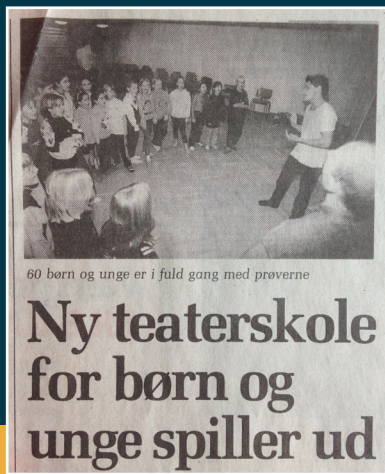 60 børn og unge er i fuld gang med prøverne
Ny teaterskole
for børn og
unge spiller ud